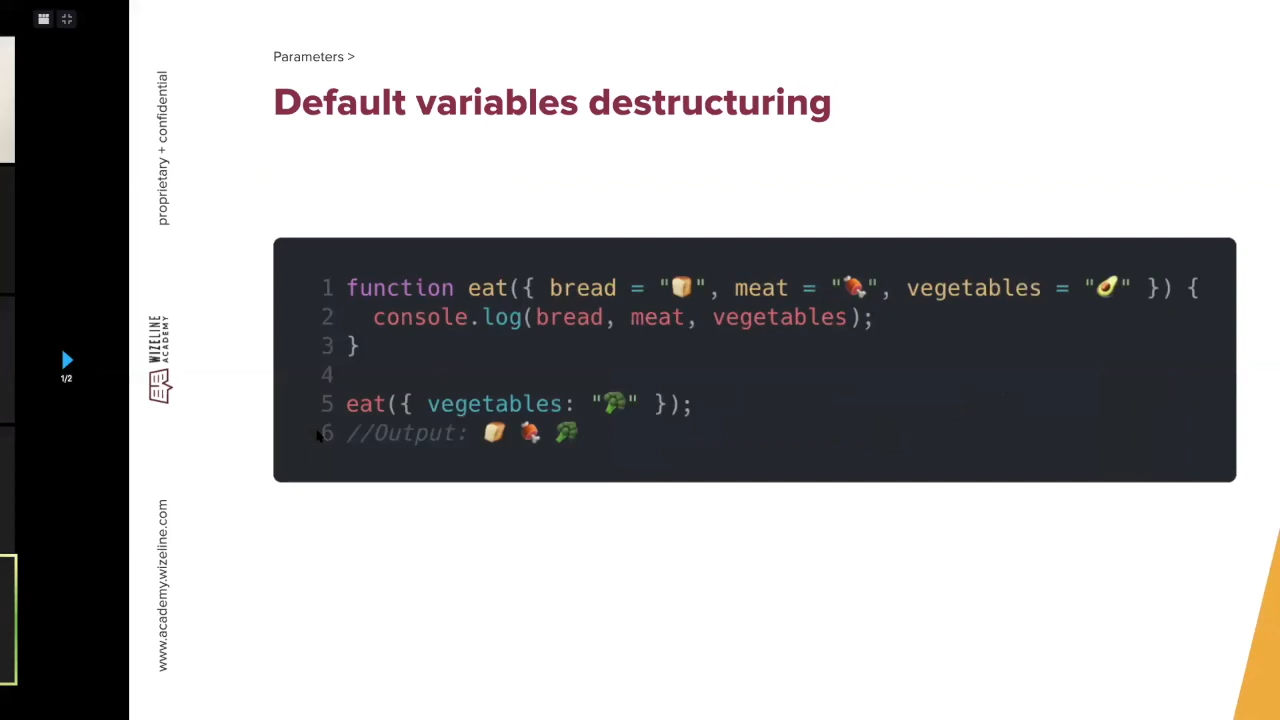 Parameters >
Default variables destructuring
proprietary + confidential
WIZELINE
ACADEMY
www.academy.wizeline.com
1/2
1 function eat({ bread = "🍞", meat = "🍖", vegetables = "🥑" }) {
2 console.log(bread, meat, vegetables);
3 }
4
5 eat({ vegetables: "🥦" });
6 //Output: 🍞 🍖 🥦